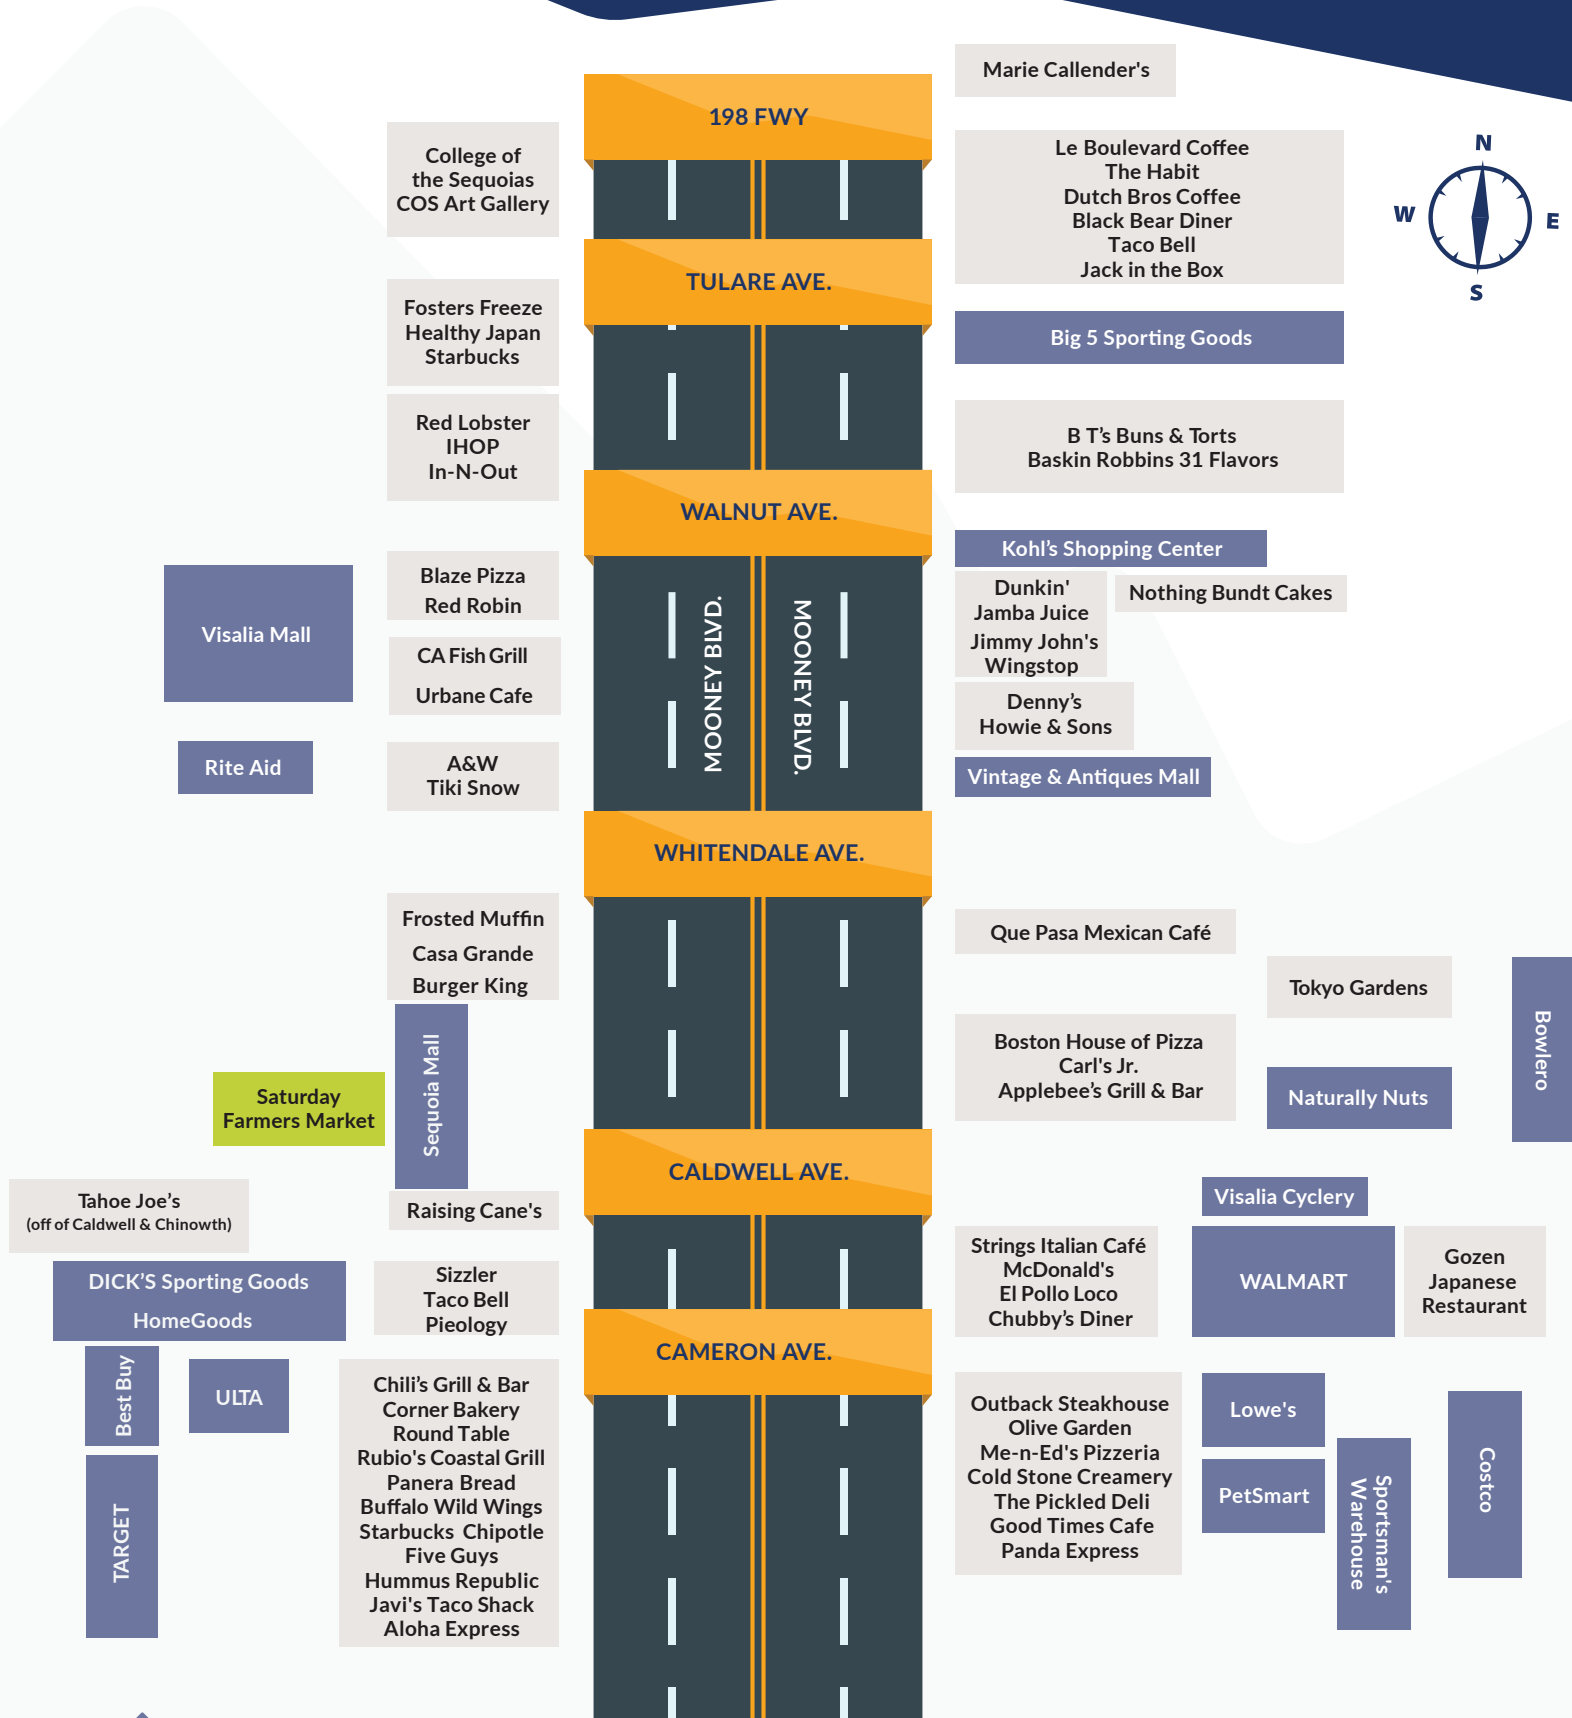 Marie Callender's
198 FWY
College of
the Sequoias
COS Art Gallery
Le Boulevard Coffee
The Habit
Dutch Bros Coffee
Black Bear Diner
Taco Bell
Jack in the Box
N
W
E
S
TULARE AVE.
Fosters Freeze
Healthy Japan
Starbucks
Big 5 Sporting Goods
Red Lobster
IHOP
In-N-Out
B T’s Buns & Torts
Baskin Robbins 31 Flavors
WALNUT AVE.
Kohl’s Shopping Center
Visalia Mall
Blaze Pizza
Red Robin
CA Fish Grill
Urbane Cafe
MOONEY BLVD.
MOONEY BLVD.
Dunkin'
Jamba Juice
Jimmy John's
Wingstop
Nothing Bundt Cakes
Denny’s
Howie & Sons
Rite Aid
A&W
Tiki Snow
Vintage & Antiques Mall
WHITENDALE AVE.
Frosted Muffin
Casa Grande
Burger King
Que Pasa Mexican Café
Tokyo Gardens
Bowlero
Sequoia Mall
Saturday
Farmers Market
Boston House of Pizza
Carl's Jr.
Applebee’s Grill & Bar
Naturally Nuts
CALDWELL AVE.
Tahoe Joe’s
(off of Caldwell & Chinowth)
Raising Cane's
Visalia Cyclery
DICK’S Sporting Goods
HomeGoods
Sizzler
Taco Bell
Pieology
Strings Italian Café
McDonald's
El Pollo Loco
Chubby’s Diner
WALMART
Gozen
Japanese
Restaurant
CAMERON AVE.
Best Buy
ULTA
TARGET
Chili’s Grill & Bar
Corner Bakery
Round Table
Rubio's Coastal Grill
Panera Bread
Buffalo Wild Wings
Starbucks  Chipotle
Five Guys
Hummus Republic
Javi's Taco Shack
Aloha Express
Outback Steakhouse
Olive Garden
Me-n-Ed's Pizzeria
Cold Stone Creamery
The Pickled Deli
Good Times Cafe
Panda Express
Lowe's
PetSmart
Sportsman's
Warehouse
Costco